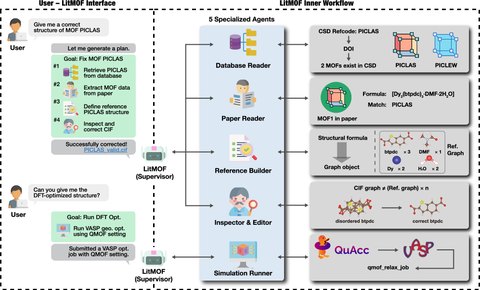 User – LitMOF Interface
LitMOF Inner Workflow
Give me a correct
structure of MOF PICLAS
User
Let me generate a plan.
Goal: Fix MOF PICLAS
#1 Retrieve PICLAS
from database
#2 Extract MOF data
from paper
#3 Define reference
PICLAS structure
#4 Inspect and
correct CIF
Successfully corrected!
PICLAS_valid.cif
LitMOF
(Supervisor)
Can you give me the
DFT-optimized structure?
User
Goal: Run DFT Opt.
Run VASP geo. opt.
using QMOF setting
Submitted a VASP opt.
job with QMOF setting.
LitMOF
(Supervisor)
5 Specialized Agents
Database Reader
Paper Reader
Reference Builder
Inspector & Editor
Simulation Runner
CSD Refcode: PICLAS
DOI
2 MOFs exist in CSD
PICLAS
PICLEW
MOF1 in paper
Formula: [Dy₂(btpdc)₃·DMF·2H₂O]
Match: PICLAS
Structural formula
Graph object
btpdc × 3
DMF × 1
Dy × 2
H₂O × 2
Ref.
Graph
CIF graph ≠ (Ref. graph) × n
disordered btpdc
correct btpdc
QuAcc
VASP
qmof_relax_job